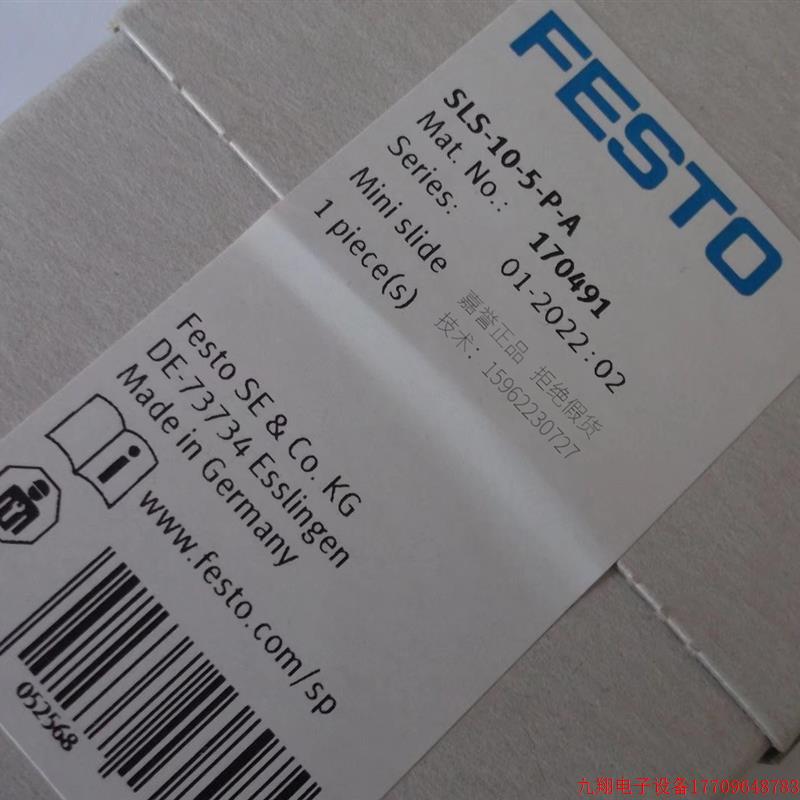 FESTO
SLS-10-5-P-A
Mat. No.: 170491
Series: 01-2022:02
Mini slide
1 piece(s)
嘉誉正品 拒绝假货
技术：15962230727
Festo SE & Co. KG
DE-73734 Esslingen
Made in Germany
i
www.festo.com/sp
052568
九翔电子设备17709648783